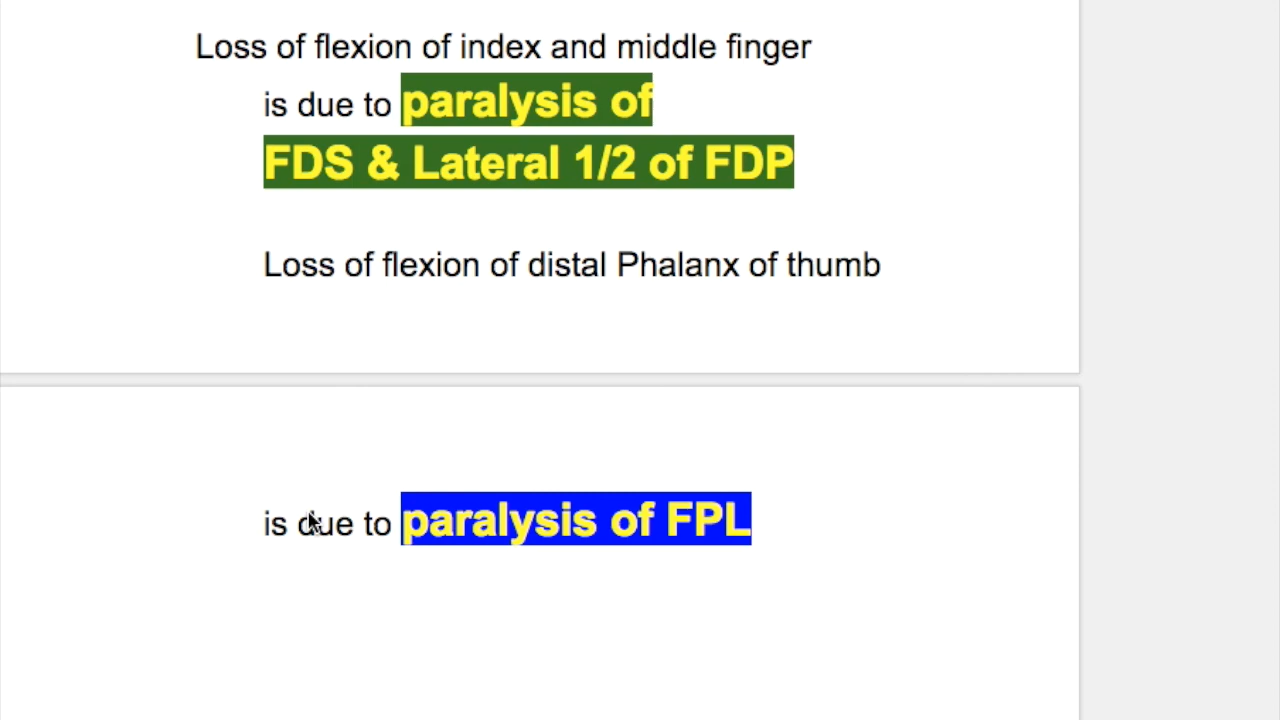 Loss of flexion of index and middle finger
is due to paralysis of
FDS & Lateral 1/2 of FDP
Loss of flexion of distal Phalanx of thumb
is due to paralysis of FPL